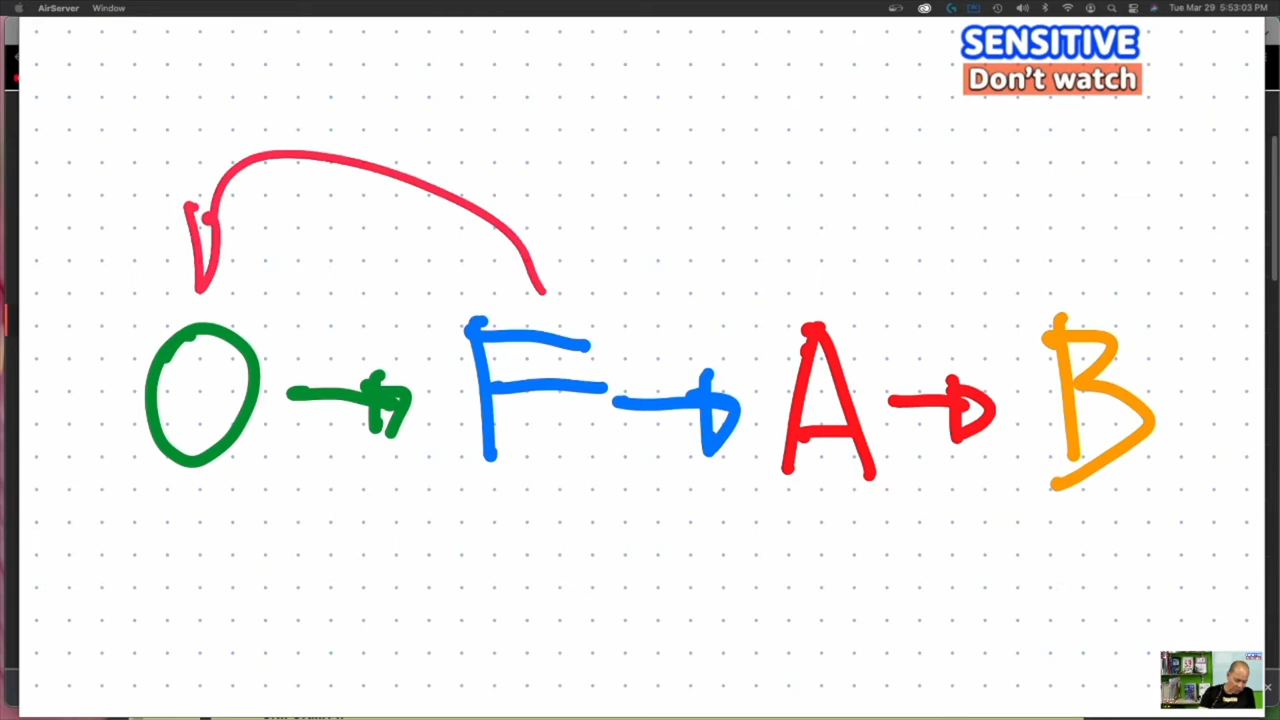 AirServer Window Tue Mar 29 5:53:03 PM
SENSITIVE
Don't watch
O → F → A → B